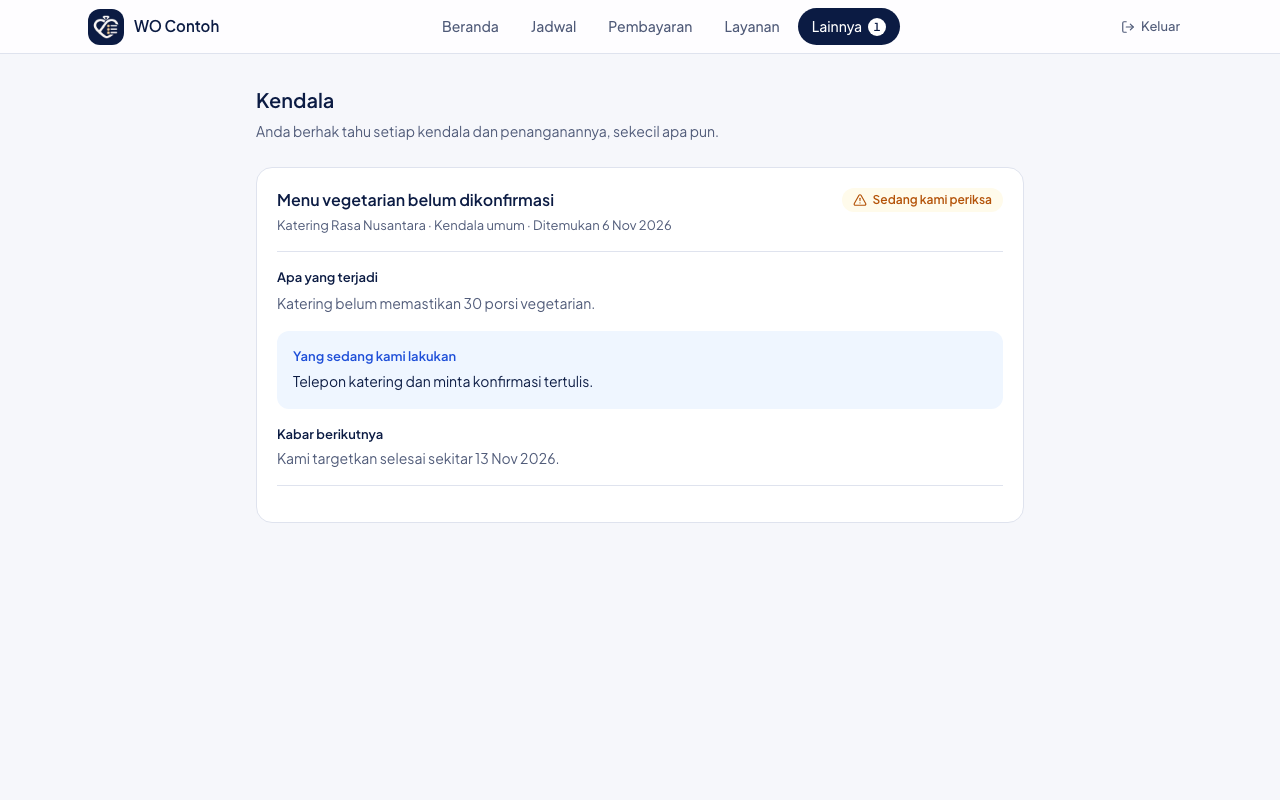 WO Contoh
Beranda
Jadwal
Pembayaran
Layanan
Lainnya 1
Keluar
Kendala
Anda berhak tahu setiap kendala dan penanganannya, sekecil apa pun.
Menu vegetarian belum dikonfirmasi
Sedang kami periksa
Katering Rasa Nusantara · Kendala umum · Ditemukan 6 Nov 2026
Apa yang terjadi
Katering belum memastikan 30 porsi vegetarian.
Yang sedang kami lakukan
Telepon katering dan minta konfirmasi tertulis.
Kabar berikutnya
Kami targetkan selesai sekitar 13 Nov 2026.